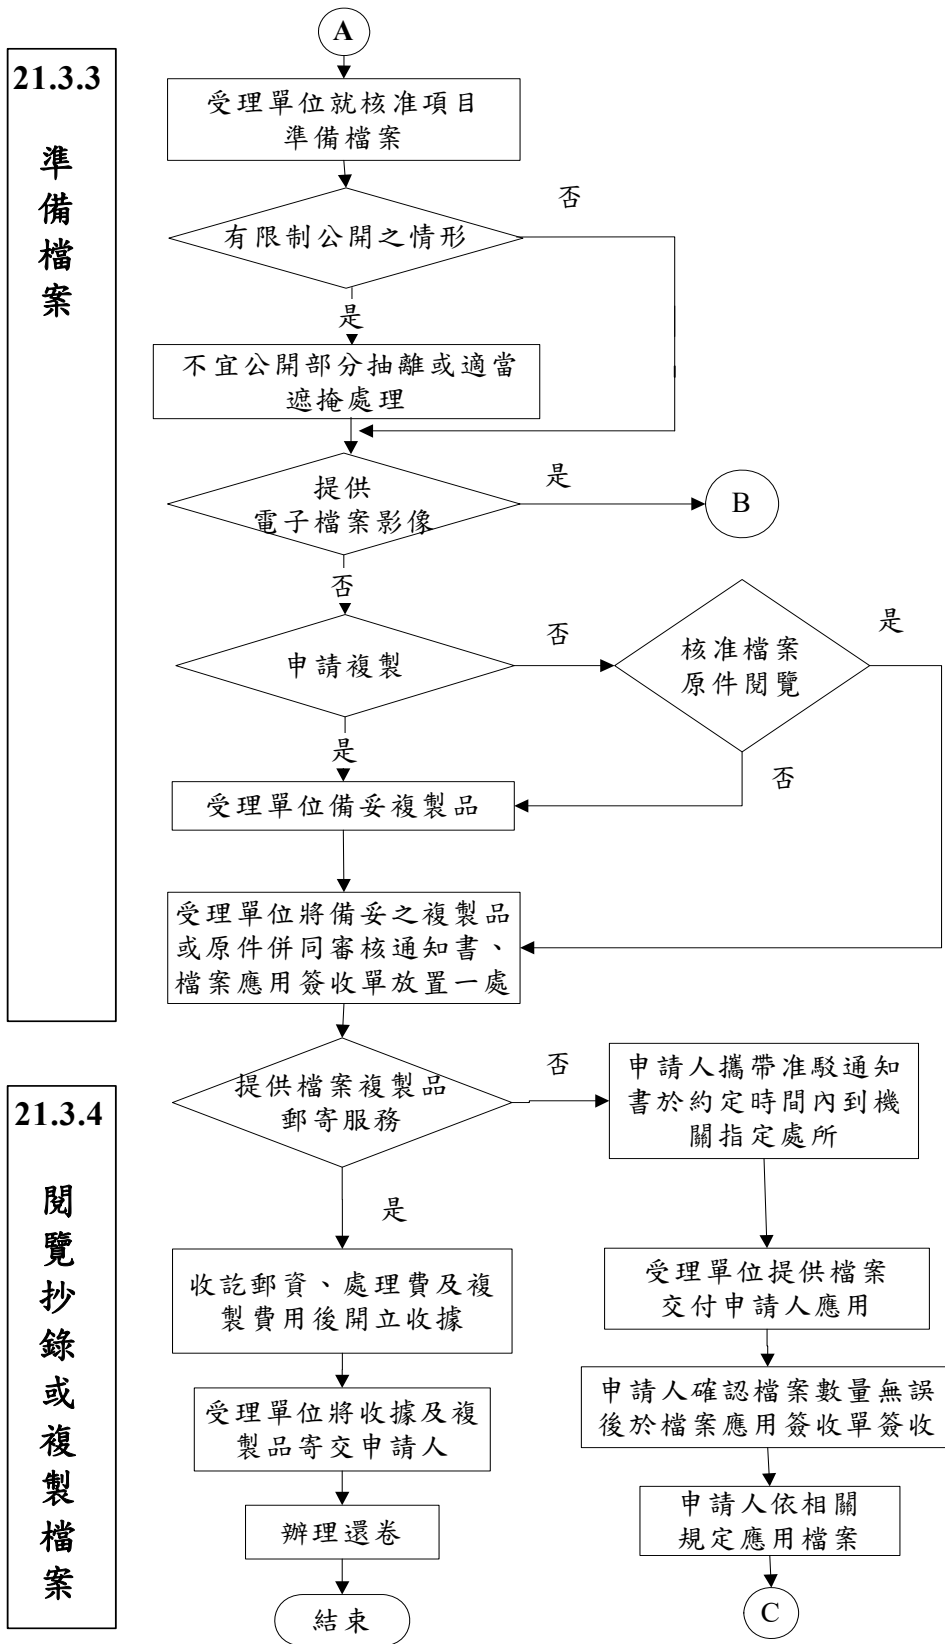 A
21.3.3
準備檔案
受理單位就核准項目
準備檔案
有限制公開之情形
否
是
不宜公開部分抽離或適當
遮掩處理
提供
電子檔案影像
是
B
否
申請複製
否
核准檔案
原件閱覽
是
是
否
受理單位備妥複製品
受理單位將備妥之複製品
或原件併同審核通知書、
檔案應用簽收單放置一處
21.3.4
閱覽抄錄或複製檔案
提供檔案複製品
郵寄服務
否
申請人攜帶准駁通知
書於約定時間內到機
關指定處所
是
收訖郵資、處理費及複
製費用後開立收據
受理單位提供檔案
交付申請人應用
受理單位將收據及複
製品寄交申請人
申請人確認檔案數量無誤
後於檔案應用簽收單簽收
辦理還卷
申請人依相關
規定應用檔案
結束
C